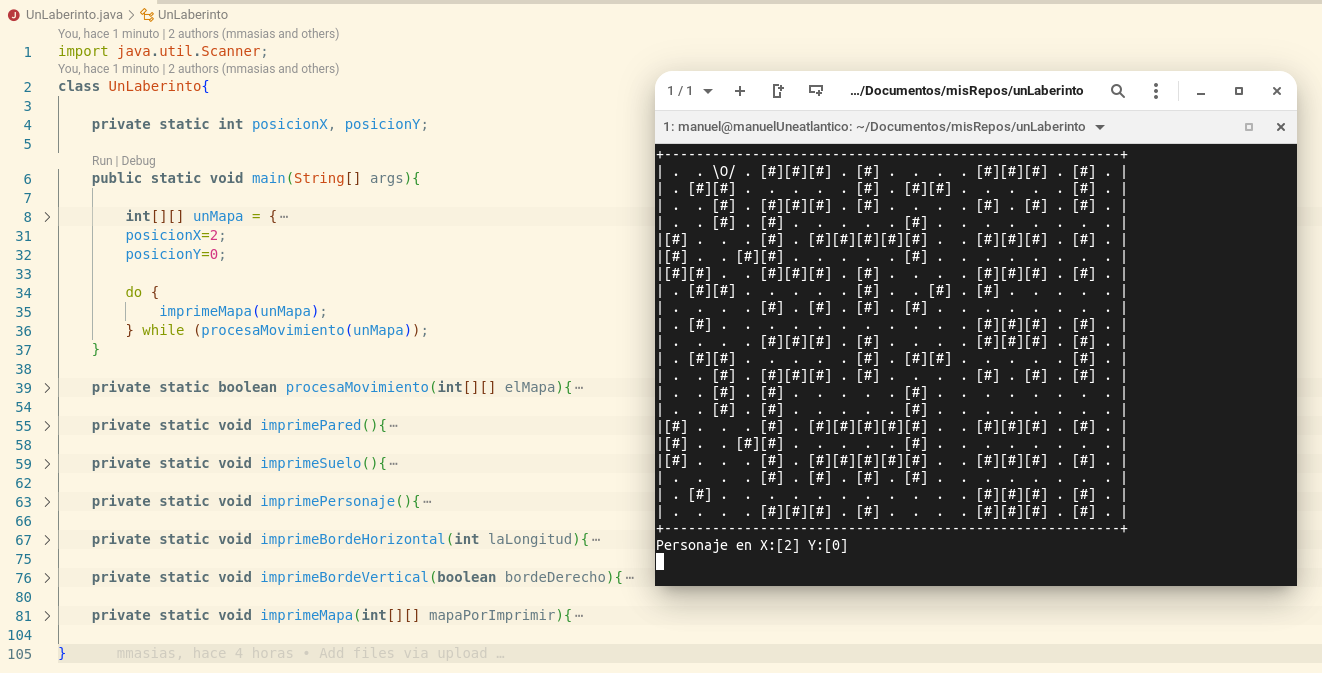 UnLaberinto.java > UnLaberinto
You, hace 1 minuto | 2 authors (mmasias and others)
1 import java.util.Scanner;
You, hace 1 minuto | 2 authors (mmasias and others)
2 class UnLaberinto{
3
4 private static int posicionX, posicionY;
5
Run | Debug
6 public static void main(String[] args){
7
8 int[][] unMapa = {⋯
31 posicionX=2;
32 posicionY=0;
33
34 do {
35 imprimeMapa(unMapa);
36 } while (procesaMovimiento(unMapa));
37 }
38
39 private static boolean procesaMovimiento(int[][] elMapa){⋯
54
55 private static void imprimePared(){⋯
58
59 private static void imprimeSuelo(){⋯
62
63 private static void imprimePersonaje(){⋯
66
67 private static void imprimeBordeHorizontal(int laLongitud){⋯
75
76 private static void imprimeBordeVertical(boolean bordeDerecho){⋯
80
81 private static void imprimeMapa(int[][] mapaPorImprimir){⋯
104
105 } mmasias, hace 4 horas • Add files via upload …
1 / 1 .../Documentos/misRepos/unLaberinto
1: manuel@manuelUneatlantico: ~/Documentos/misRepos/unLaberinto
+---------------------------------------------------------+
| .  . \O/ . [#][#][#] . [#] .  .  .  . [#][#][#] . [#] . |
| . [#][#] .  .  .  .  . [#] . [#][#] .  .  .  .  . [#] . |
| .  . [#] . [#][#][#] . [#] .  .  .  . [#] . [#] . [#] . |
| .  . [#] . [#] .  .  .  .  . [#] .  .  .  .  .  .  .  . |
|[#] .  .  . [#] . [#][#][#][#][#] .  . [#][#][#] . [#] . |
|[#] .  . [#][#] .  .  .  .  . [#] .  .  .  .  .  .  .  . |
|[#][#] .  . [#][#][#] . [#] .  .  .  . [#][#][#] . [#] . |
| . [#][#] .  .  .  .  . [#] .  . [#] . [#] .  .  .  .  . |
| .  .  .  . [#] . [#] . [#] . [#] .  .  .  .  .  .  .  . |
| . [#] .  .  .  .  .  .  .  .  .  .  . [#][#][#] . [#] . |
| .  .  .  . [#][#][#] . [#] .  .  .  . [#][#][#] . [#] . |
| . [#][#] .  .  .  .  . [#] . [#][#] .  .  .  .  . [#] . |
| .  . [#] . [#][#][#] . [#] .  .  .  . [#] . [#] . [#] . |
| .  . [#] . [#] .  .  .  .  . [#] .  .  .  .  .  .  .  . |
| .  . [#] . [#] .  .  .  .  . [#] .  .  .  .  .  .  .  . |
|[#] .  .  . [#] . [#][#][#][#][#] .  . [#][#][#] . [#] . |
|[#] .  . [#][#] .  .  .  .  . [#] .  .  .  .  .  .  .  . |
|[#] .  .  . [#] . [#][#][#][#][#] .  . [#][#][#] . [#] . |
| .  .  .  . [#] . [#] . [#] . [#] .  .  .  .  .  .  .  . |
| . [#] .  .  .  .  .  .  .  .  .  .  . [#][#][#] . [#] . |
| .  .  .  . [#][#][#] . [#] .  .  .  . [#][#][#] . [#] . |
+---------------------------------------------------------+
Personaje en X:[2] Y:[0]